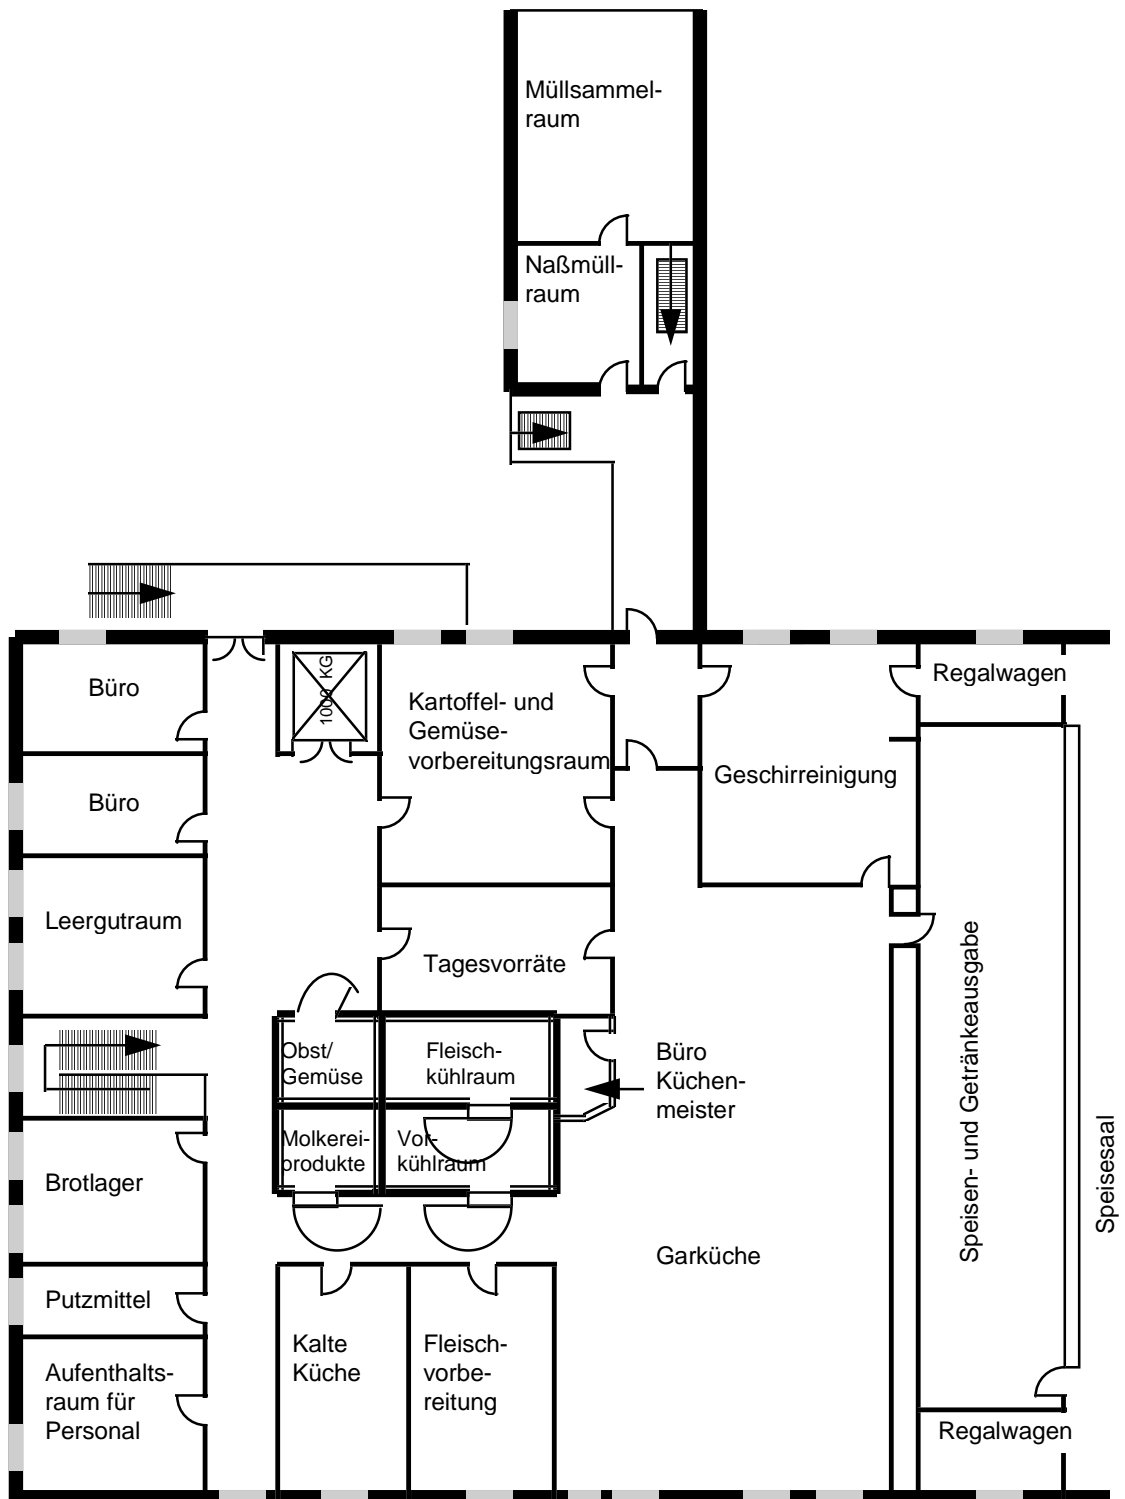 Müllsammel-
raum
Naßmüll-
raum
Büro
1000 KG
Kartoffel- und
Gemüse-
vorbereitungsraum
Regalwagen
Geschirreinigung
Büro
Leergutraum
Tagesvorräte
Speisen- und Getränkeausgabe
Speisesaal
Obst/
Gemüse
Fleisch-
kühlraum
Büro
Küchen-
meister
Molkerei-
produkte
Vor-
kühlraum
Brotlager
Garküche
Putzmittel
Kalte
Küche
Fleisch-
vorbe-
reitung
Aufenthalts-
raum für
Personal
Regalwagen